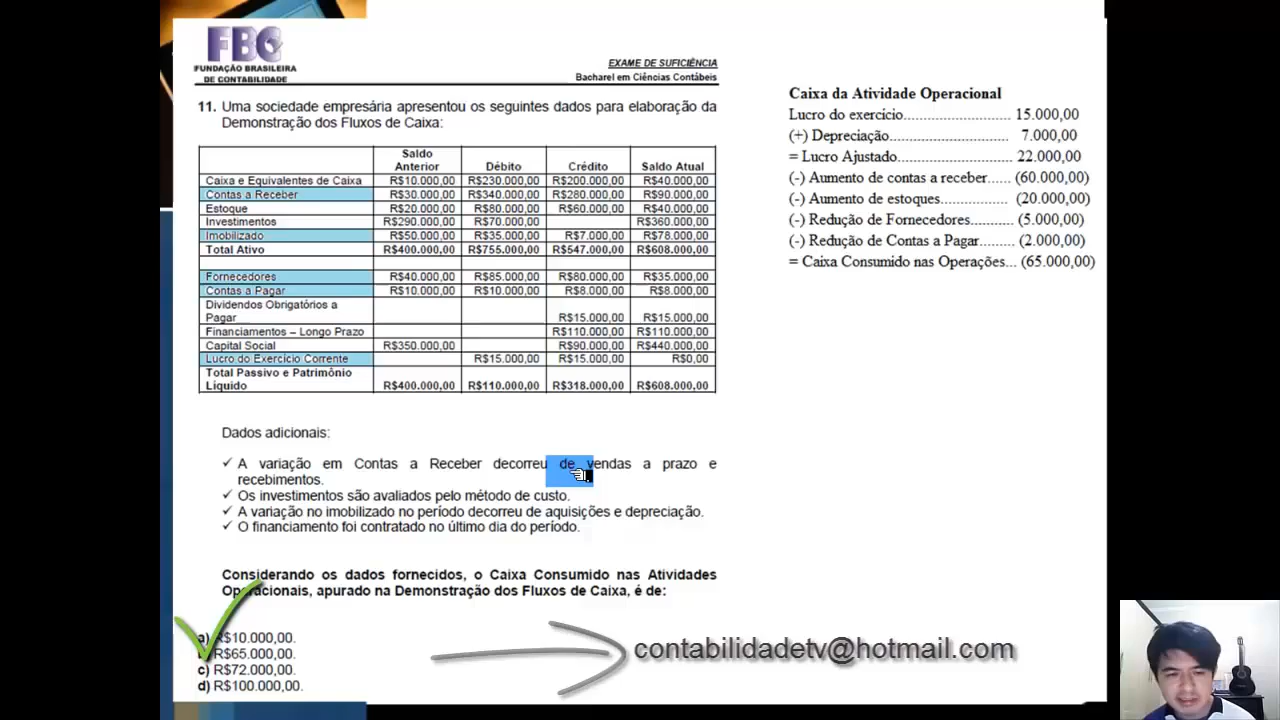 FBC
FUNDAÇÃO BRASILEIRA
DE CONTABILIDADE
EXAME DE SUFICIÊNCIA
Bacharel em Ciências Contábeis
11. Uma sociedade empresária apresentou os seguintes dados para elaboração da
Demonstração dos Fluxos de Caixa:
Saldo Anterior Débito Crédito Saldo Atual
Caixa e Equivalentes de Caixa R$10.000,00 R$230.000,00 R$200.000,00 R$40.000,00
Contas a Receber R$30.000,00 R$340.000,00 R$280.000,00 R$90.000,00
Estoque R$20.000,00 R$80.000,00 R$60.000,00 R$40.000,00
Investimentos R$290.000,00 R$70.000,00 R$360.000,00
Imobilizado R$50.000,00 R$35.000,00 R$7.000,00 R$78.000,00
Total Ativo R$400.000,00 R$755.000,00 R$547.000,00 R$608.000,00
Fornecedores R$40.000,00 R$85.000,00 R$80.000,00 R$35.000,00
Contas a Pagar R$10.000,00 R$10.000,00 R$8.000,00 R$8.000,00
Dividendos Obrigatórios a
Pagar R$15.000,00 R$15.000,00
Financiamentos – Longo Prazo R$110.000,00 R$110.000,00
Capital Social R$350.000,00 R$90.000,00 R$440.000,00
Lucro do Exercício Corrente R$15.000,00 R$15.000,00 R$0,00
Total Passivo e Patrimônio
Líquido R$400.000,00 R$110.000,00 R$318.000,00 R$608.000,00
Dados adicionais:
✓ A variação em Contas a Receber decorreu de vendas a prazo e
recebimentos.
✓ Os investimentos são avaliados pelo método de custo.
✓ A variação no imobilizado no período decorreu de aquisições e depreciação.
✓ O financiamento foi contratado no último dia do período.
Considerando os dados fornecidos, o Caixa Consumido nas Atividades
Operacionais, apurado na Demonstração dos Fluxos de Caixa, é de:
a) R$10.000,00.
b) R$65.000,00.
c) R$72.000,00.
d) R$100.000,00.
Caixa da Atividade Operacional
Lucro do exercício.......................... 15.000,00
(+) Depreciação............................. 7.000,00
= Lucro Ajustado............................ 22.000,00
(-) Aumento de contas a receber...... (60.000,00)
(-) Aumento de estoques................. (20.000,00)
(-) Redução de Fornecedores........... (5.000,00)
(-) Redução de Contas a Pagar......... (2.000,00)
= Caixa Consumido nas Operações... (65.000,00)
contabilidadetv@hotmail.com